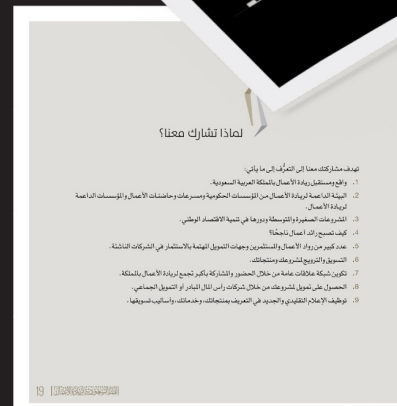 لماذا تشارك معنا؟
تهدف مشاركتك معنا إلى التعرُّف إلى ما يأتي:
1. واقع ومستقبل ريادة الأعمال بالمملكة العربية السعودية.
2. البيئة الداعمة لريادة الأعمال من المؤسسات الحكومية ومسرعات وحاضنات الأعمال والمؤسسات الداعمة
لريادة الأعمال.
3. المشروعات الصغيرة والمتوسطة ودورها في تنمية الاقتصاد الوطني.
4. كيف تصبح رائد أعمال ناجحًا؟
5. عدد كبير من رواد الأعمال والمستثمرين وجهات التمويل المهتمة بالاستثمار في الشركات الناشئة.
6. التسويق والترويج لمشروعك ومنتجاتك.
7. تكوين شبكة علاقات عامة من خلال الحضور والمشاركة بأكبر تجمع لريادة الأعمال بالمملكة.
8. الحصول على تمويل لمشروعك من خلال شركات رأس المال المبادر أو التمويل الجماعي.
9. توظيف الإعلام التقليدي والجديد في التعريف بمنتجاتك، وخدماتك، وأساليب تسويقها.
19 |